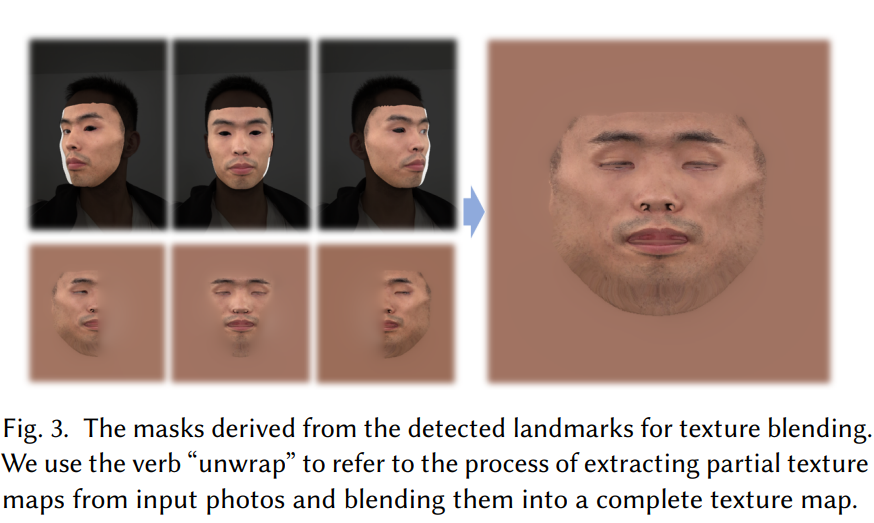 Fig. 3. The masks derived from the detected landmarks for texture blending.
We use the verb “unwrap” to refer to the process of extracting partial texture
maps from input photos and blending them into a complete texture map.